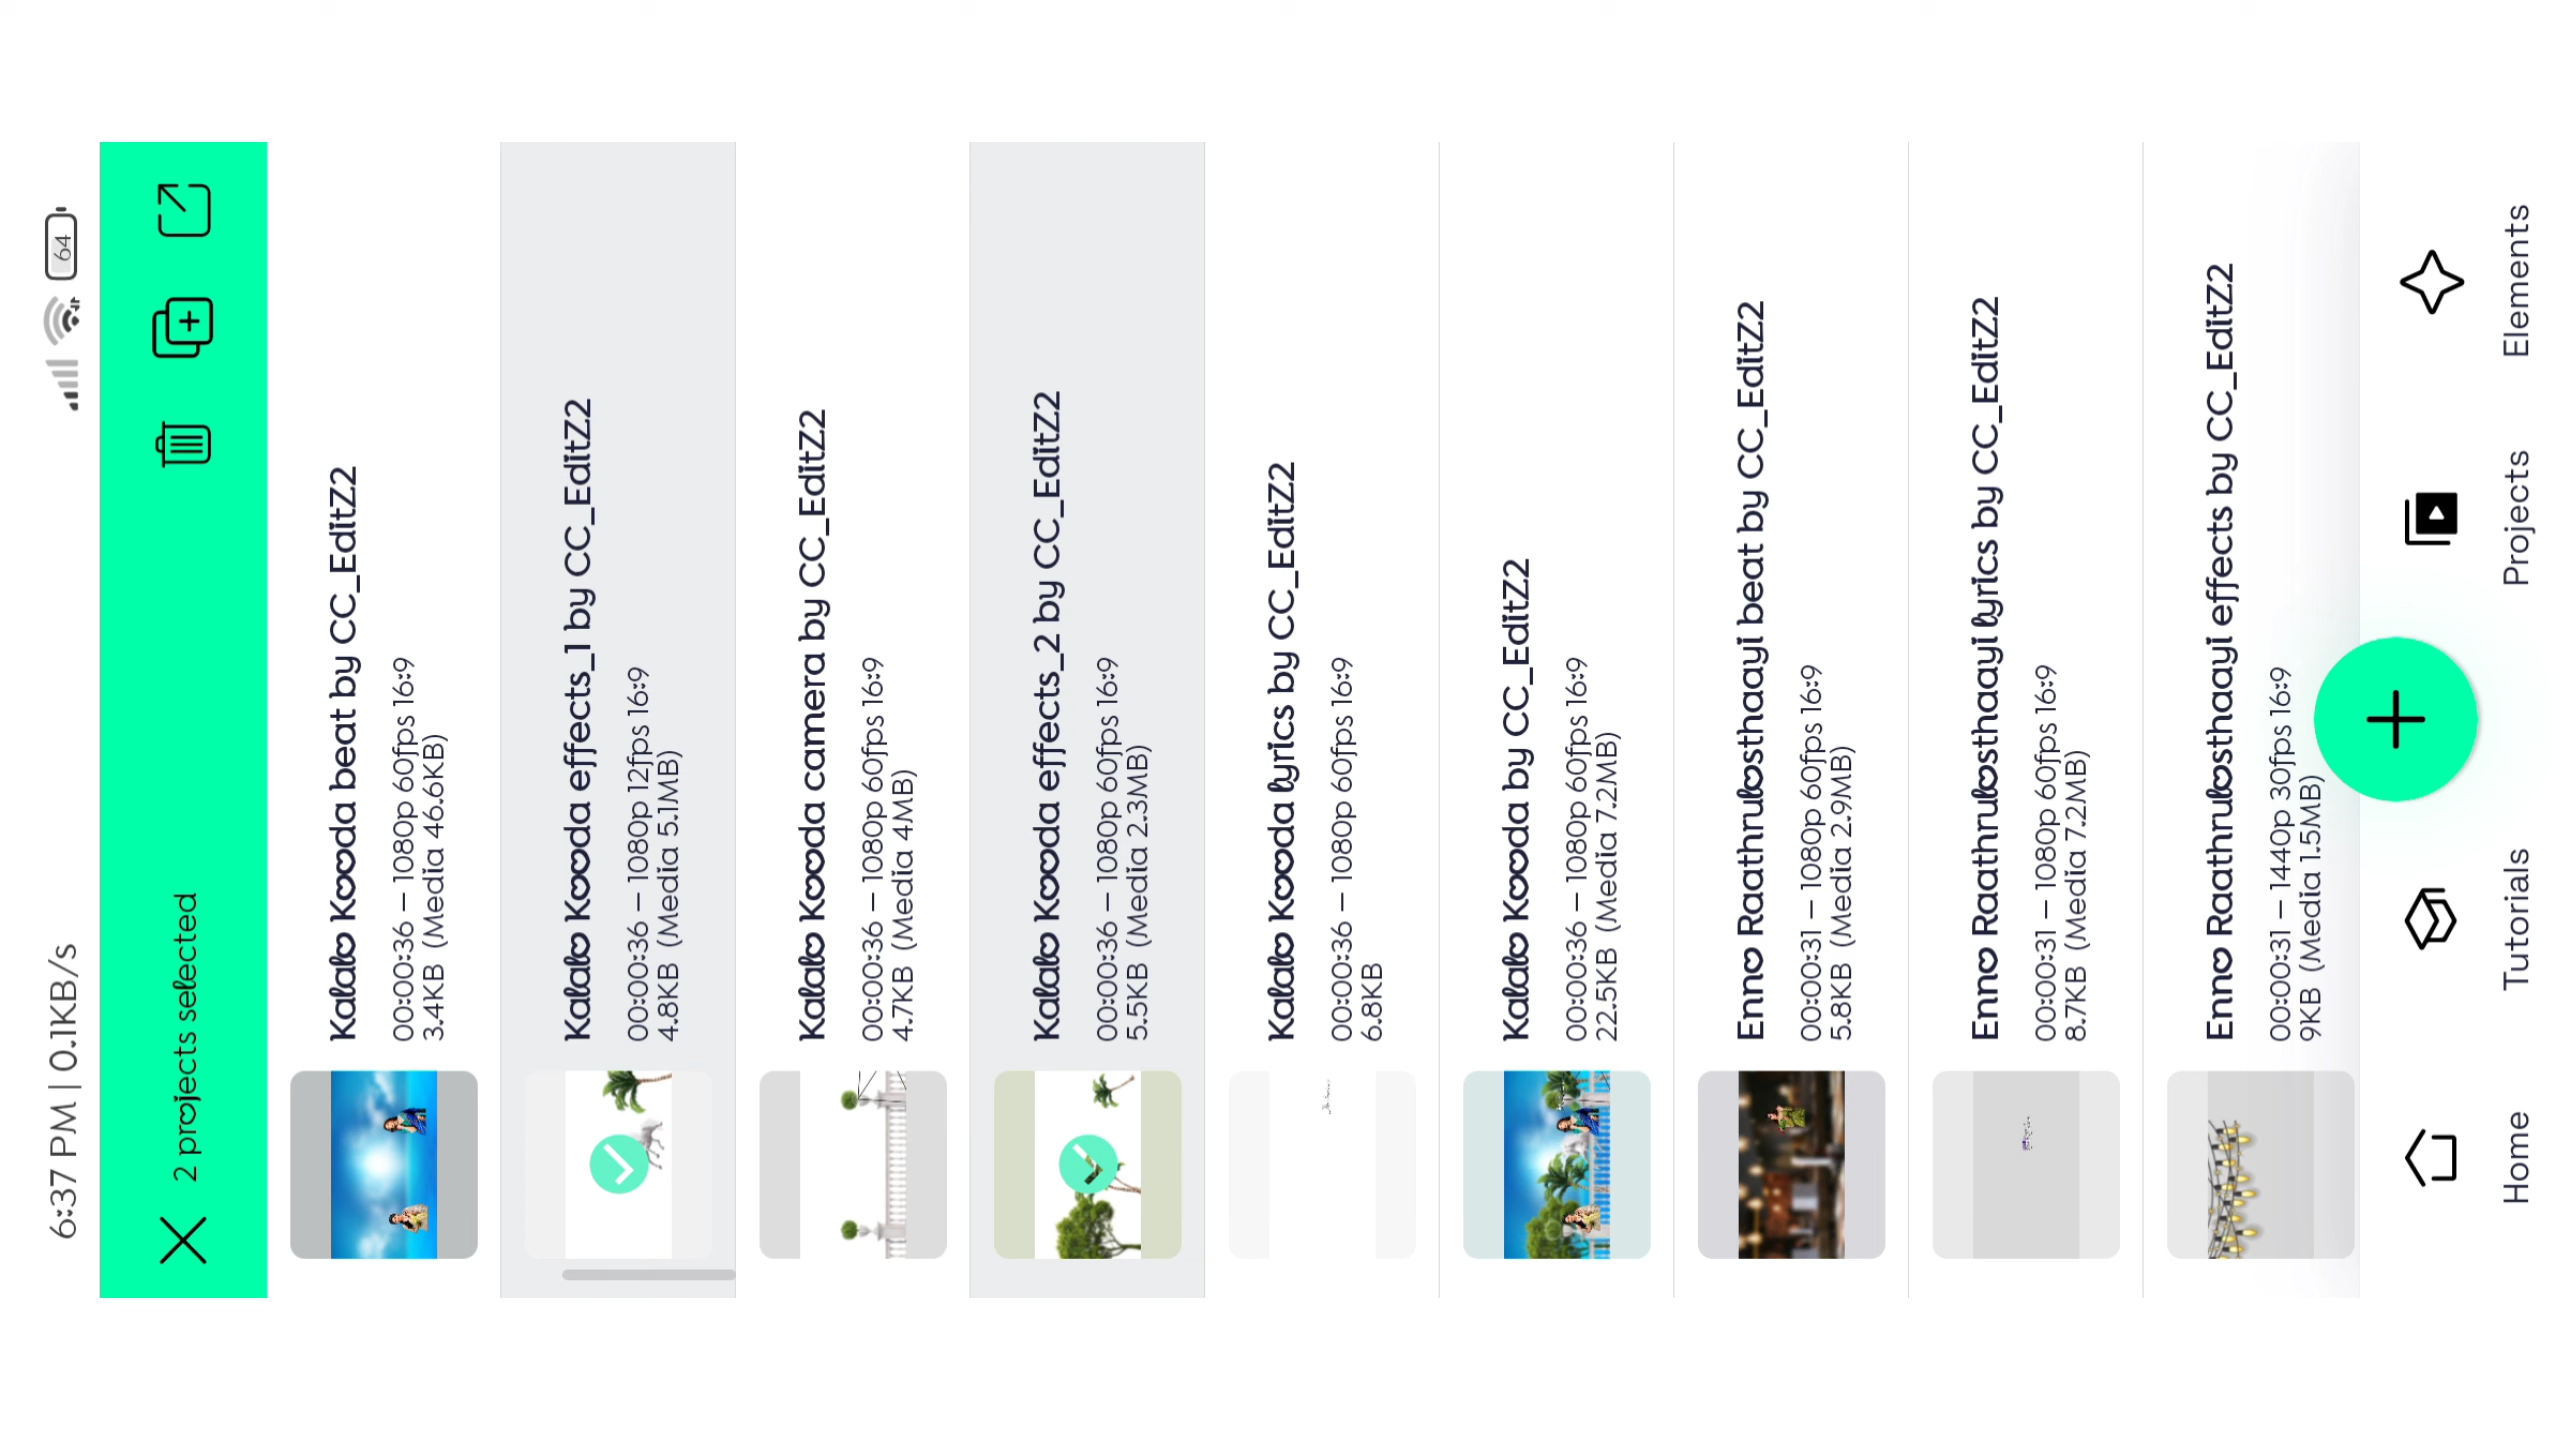 6:37 PM | 0.1KB/s
64
2 projects selected
Kalalo Kooda beat by CC_EditZ2
00:00:36 – 1080p 60fps 16:9
3.4KB (Media 46.6KB)
Kalalo Kooda effects_1 by CC_EditZ2
00:00:36 – 1080p 12fps 16:9
4.8KB (Media 5.1MB)
Kalalo Kooda camera by CC_EditZ2
00:00:36 – 1080p 60fps 16:9
4.7KB (Media 4MB)
Kalalo Kooda effects_2 by CC_EditZ2
00:00:36 – 1080p 60fps 16:9
5.5KB (Media 2.3MB)
Kalalo Kooda lyrics by CC_EditZ2
00:00:36 – 1080p 60fps 16:9
6.8KB
Kalalo Kooda by CC_EditZ2
00:00:36 – 1080p 60fps 16:9
22.5KB (Media 7.2MB)
Enno Raathrulosthaayi beat by CC_EditZ2
00:00:31 – 1080p 60fps 16:9
5.8KB (Media 2.9MB)
Enno Raathrulosthaayi lyrics by CC_EditZ2
00:00:31 – 1080p 60fps 16:9
8.7KB (Media 7.2MB)
Enno Raathrulosthaayi effects by CC_EditZ2
00:00:31 – 1440p 30fps 16:9
9KB (Media 1.5MB)
Home
Tutorials
Projects
Elements